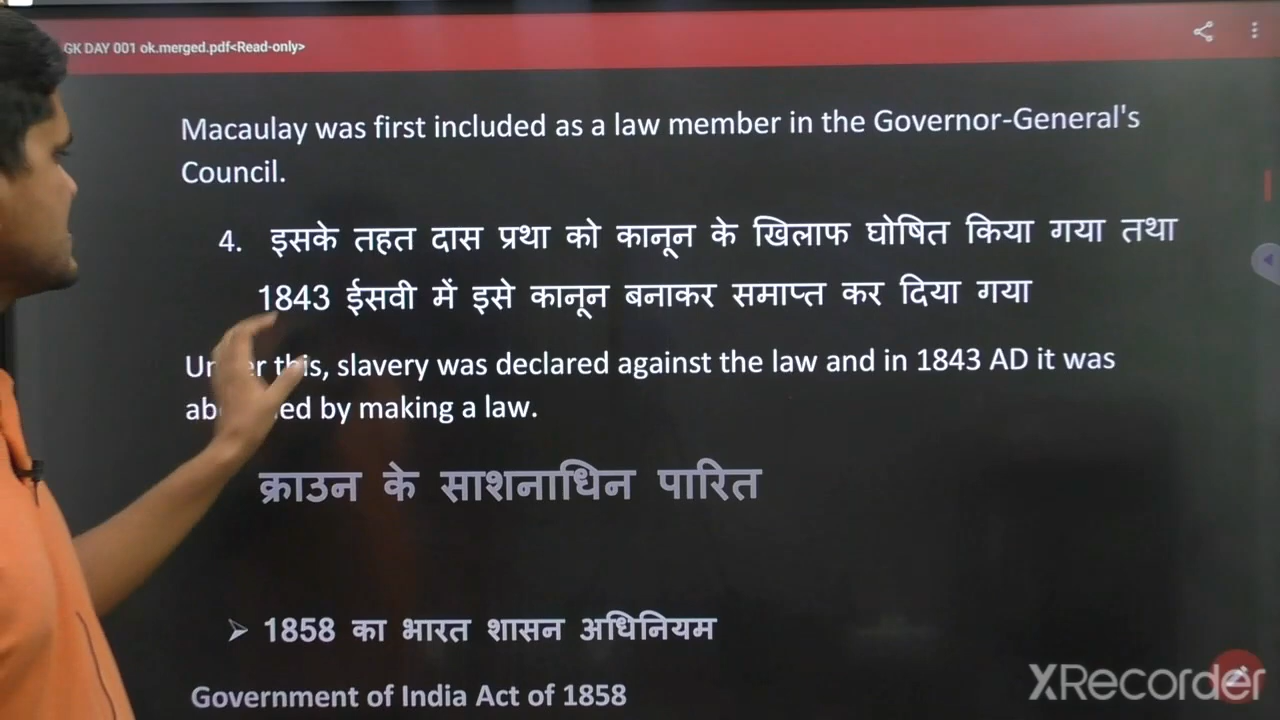 GK DAY 001 ok.merged.pdf<Read-only>
Macaulay was first included as a law member in the Governor-General's
Council.
4. इसके तहत दास प्रथा को कानून के खिलाफ घोषित किया गया तथा
1843 ईसवी में इसे कानून बनाकर समाप्त कर दिया गया
this, slavery was declared against the law and in 1843 AD it was
by making a law.
क्राउन के साशनाधिन पारित
➢ 1858 का भारत शासन अधिनियम
Government of India Act of 1858
XRecorder